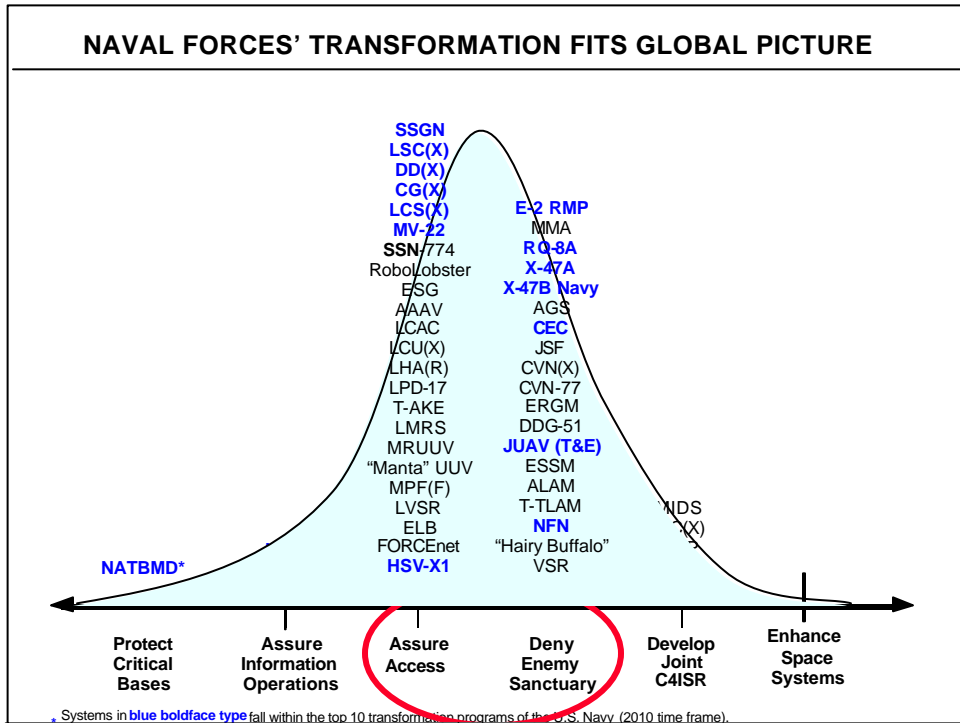 NAVAL FORCES' TRANSFORMATION FITS GLOBAL PICTURE
SSGN
LSC(X)
DD(X)
CG(X)
LCS(X)
MV-22
SSN-774
RoboLobster
ESG
AAAV
LCAC
LCU(X)
LHA(R)
LPD-17
T-AKE
LMRS
MRUUV
“Manta” UUV
MPF(F)
LVSR
ELB
FORCEnet
HSV-X1
E-2 RMP
MMA
RQ-8A
X-47A
X-47B Navy
AGS
CEC
JSF
CVN(X)
CVN-77
ERGM
DDG-51
JUAV (T&E)
ESSM
ALAM
T-TLAM
NFN
“Hairy Buffalo”
VSR
(X)
NATBMD*
Protect
Critical
Bases
Assure
Information
Operations
Assure
Access
Deny
Enemy
Sanctuary
Develop
Joint
C4ISR
Enhance
Space
Systems
* Systems in blue boldface type fall within the top 10 transformation programs of the U.S. Navy (2010 time frame).